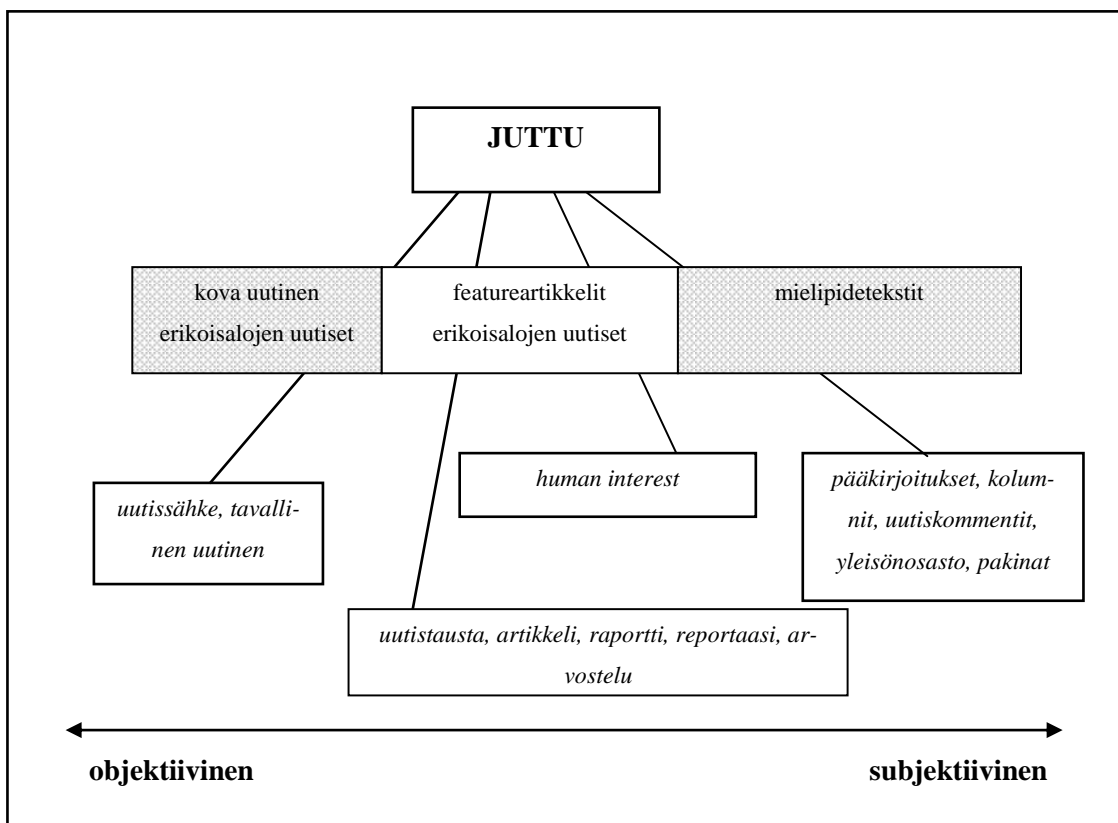 JUTTU
kova uutinen
erikoisalojen uutiset
featureartikkelit
erikoisalojen uutiset
mielipidetekstit
human interest
pääkirjoitukset, kolum-
nit, uutiskommentit,
yleisönosasto, pakinat
uutissähke, tavalli-
nen uutinen
uutistausta, artikkeli, raportti, reportaasi, ar-
vostelu
objektiivinen
subjektiivinen